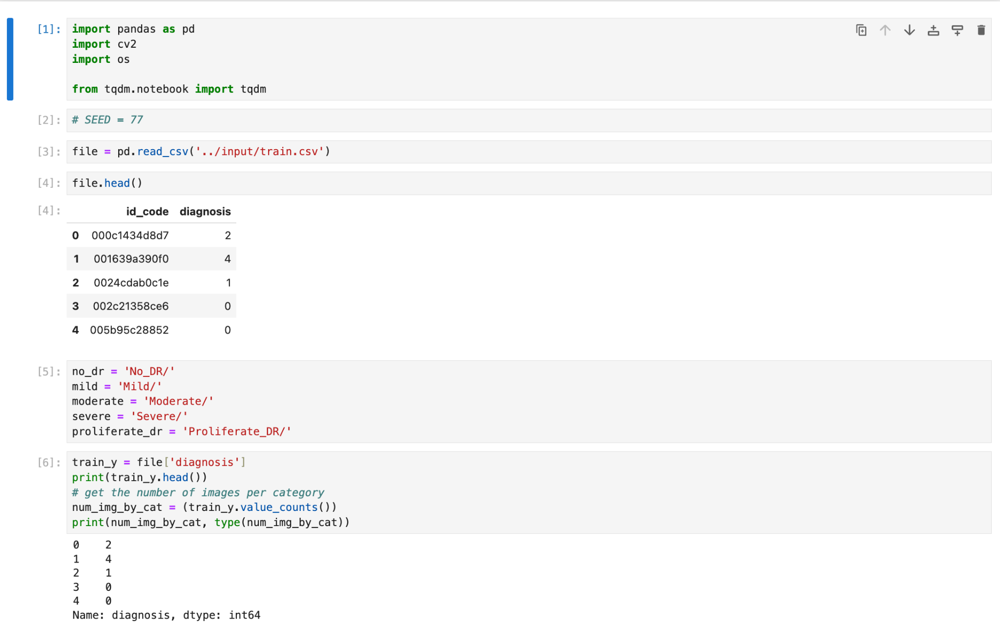 [1]: import pandas as pd
import cv2
import os
from tqdm.notebook import tqdm
[2]: # SEED = 77
[3]: file = pd.read_csv('../input/train.csv')
[4]: file.head()
[4]: id_code diagnosis
0 000c1434d8d7 2
1 001639a390f0 4
2 0024cdab0c1e 1
3 002c21358ce6 0
4 005b95c28852 0
[5]: no_dr = 'No_DR/'
mild = 'Mild/'
moderate = 'Moderate/'
severe = 'Severe/'
proliferate_dr = 'Proliferate_DR/'
[6]: train_y = file['diagnosis']
print(train_y.head())
# get the number of images per category
num_img_by_cat = (train_y.value_counts())
print(num_img_by_cat, type(num_img_by_cat))
0 2
1 4
2 1
3 0
4 0
Name: diagnosis, dtype: int64